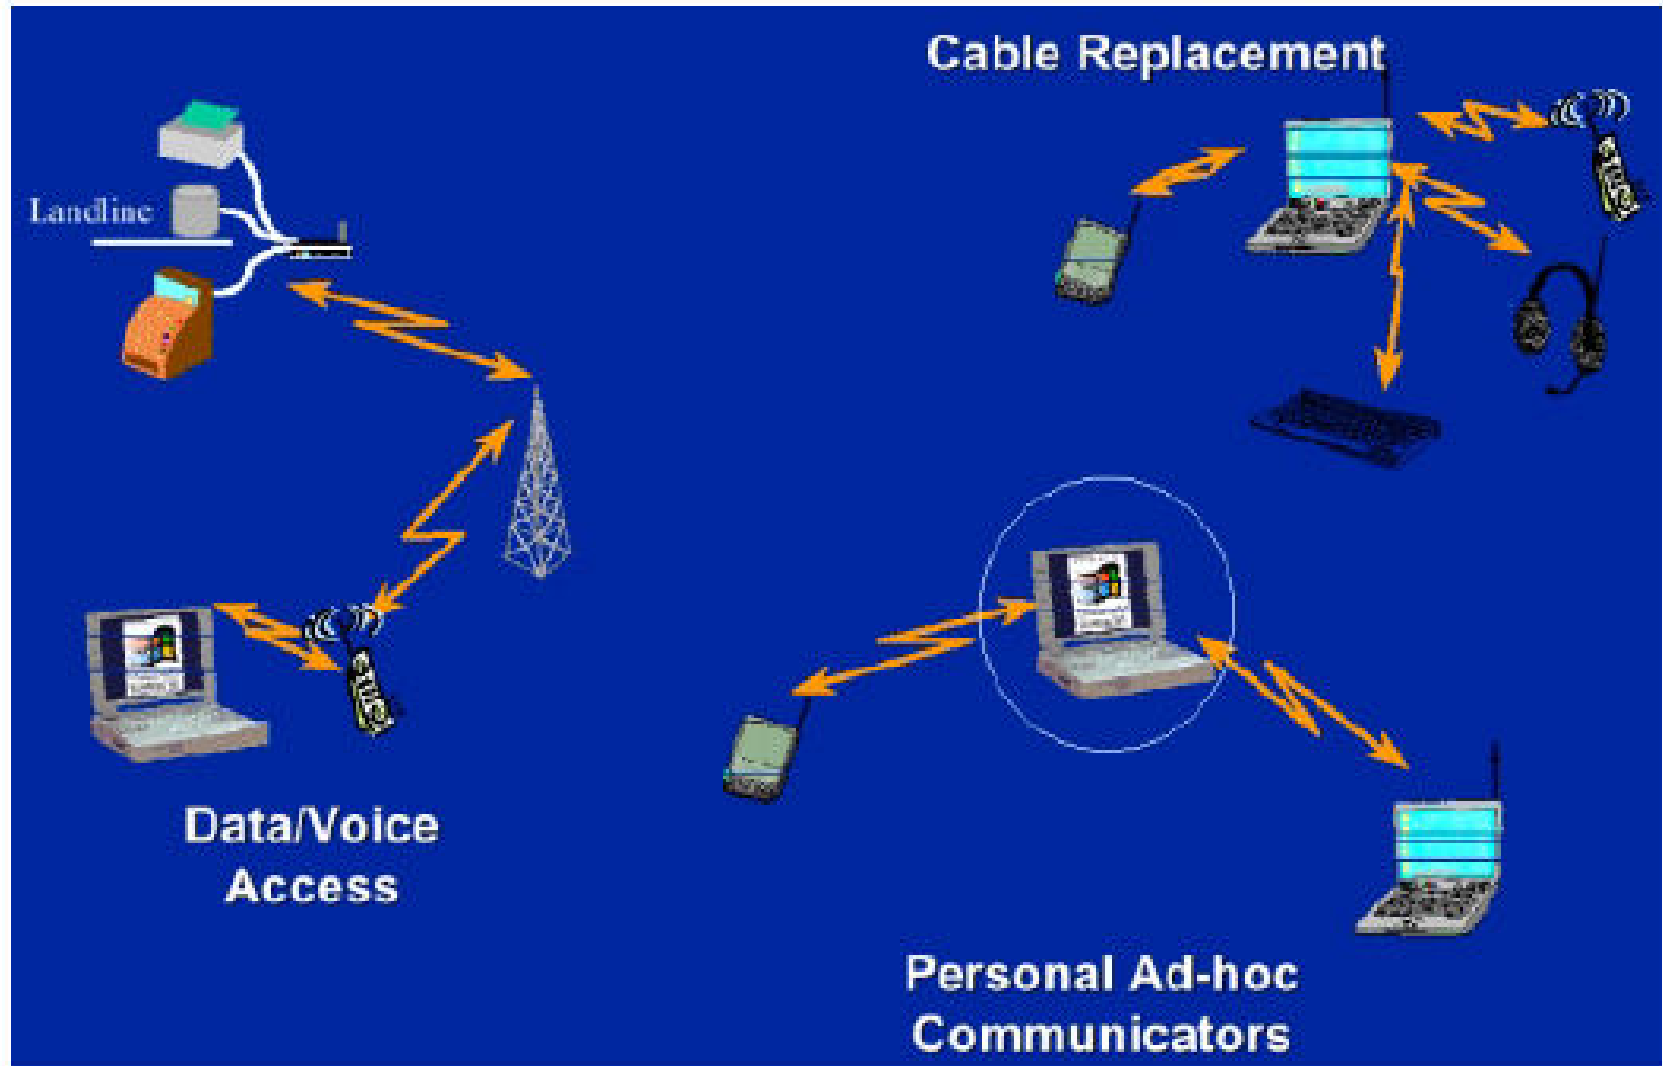 Cable Replacement
Landline
Data/Voice
Access
Personal Ad-hoc
Communicators